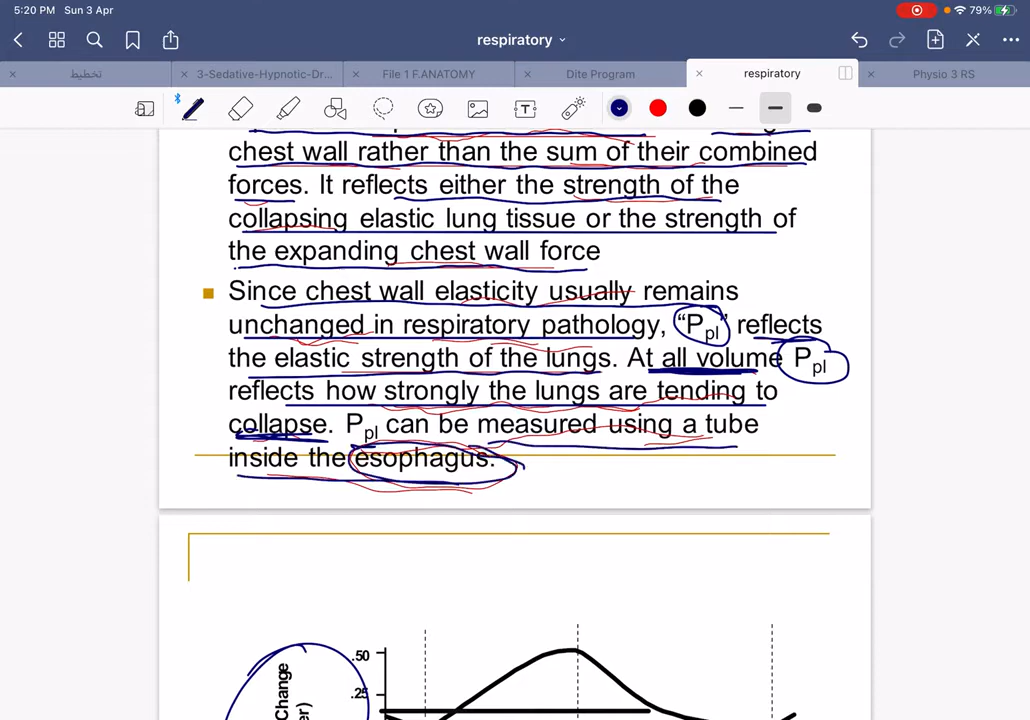 5:20 PM Sun 3 Apr
79%
respiratory
تخطيط
3-Sedative-Hypnotic-Dr...
File 1 F.ANATOMY
Dite Program
respiratory
Physio 3 RS
chest wall rather than the sum of their combined
forces. It reflects either the strength of the
collapsing elastic lung tissue or the strength of
the expanding chest wall force
Since chest wall elasticity usually remains
unchanged in respiratory pathology, “Ppl” reflects
the elastic strength of the lungs. At all volume Ppl
reflects how strongly the lungs are tending to
collapse. Ppl can be measured using a tube
inside the esophagus.
.50
.25
Change